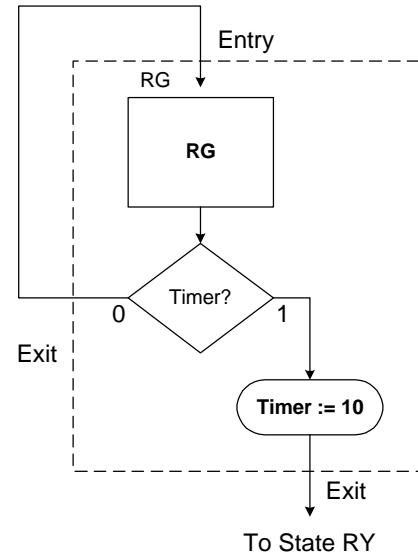 Entry
RG
RG
Timer?
0
1
Exit
Timer := 10
Exit
To State RY